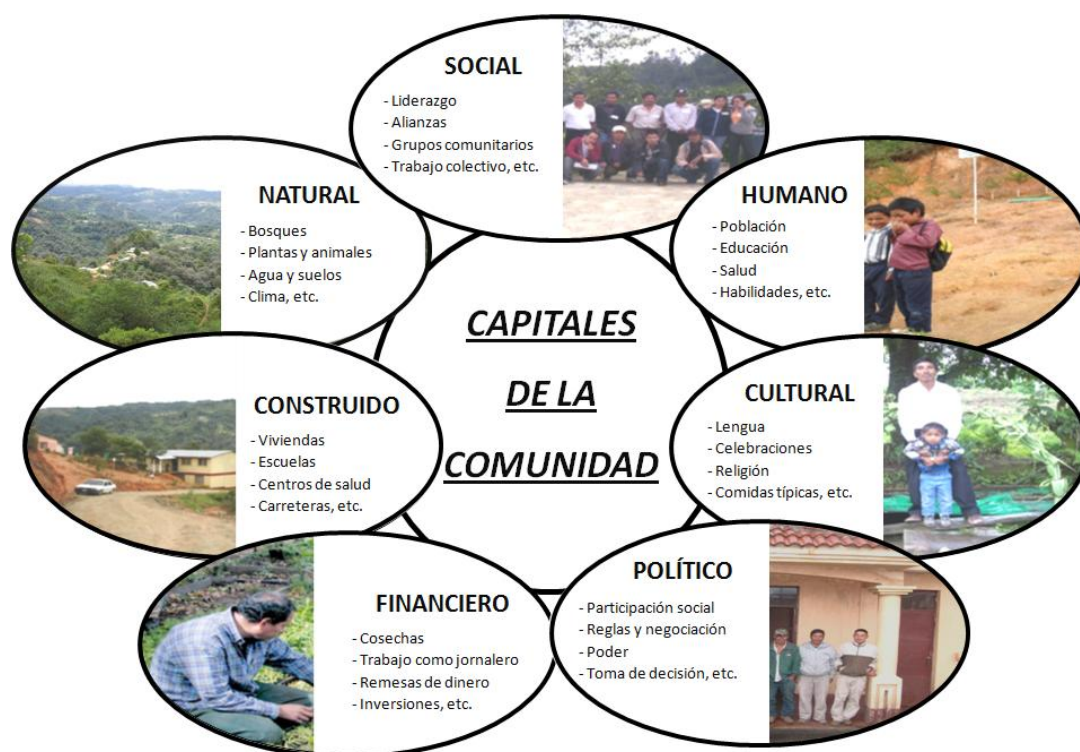 SOCIAL
- Liderazgo
- Alianzas
- Grupos comunitarios
- Trabajo colectivo, etc.
NATURAL
- Bosques
- Plantas y animales
- Agua y suelos
- Clima, etc.
HUMANO
- Población
- Educación
- Salud
- Habilidades, etc.
CAPITALES
DE LA
COMUNIDAD
CONSTRUIDO
- Viviendas
- Escuelas
- Centros de salud
- Carreteras, etc.
CULTURAL
- Lengua
- Celebraciones
- Religión
- Comidas típicas, etc.
FINANCIERO
- Cosechas
- Trabajo como jornalero
- Remesas de dinero
- Inversiones, etc.
POLÍTICO
- Participación social
- Reglas y negociación
- Poder
- Toma de decisión, etc.